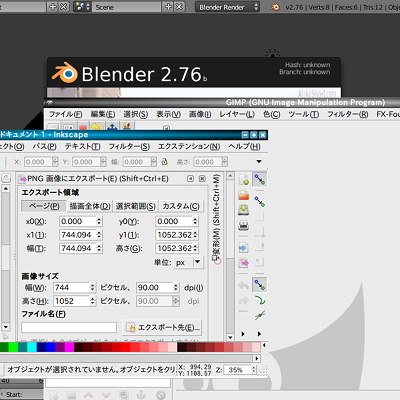 Scene
Blender Render
v2.76 | Verts:8 | Faces:6 | Tris:12 | Obje
Blender 2.76b
Hash: unknown
Branch: unknown
GIMP (GNU Image Manipulation Program)
ファイル(F) 編集(E) 選択(S) 表示(V) 画像(I) レイヤー(L) 色(C) ツール(T) フィルター(R) FX-Fou
ドキュメント 1 - Inkscape
ェクト(O) パス(P) テキスト(T) フィルター(S) エクステンション(N) ヘルプ(H)
X: 0.000 Y: 0.000 幅: 0.000 高さ: 0.000
PNG 画像にエクスポート(E) (Shift+Ctrl+E)
変形(M) (Shift+Ctrl+M)
エクスポート領域
ページ(P) 描画全体(D) 選択範囲(S) カスタム(C)
x0(X): 0.000 y0(Y): 0.000
x1(1): 744.094 y1(1): 1052.362
幅(T): 744.094 高さ(G): 1052.362
単位: px
画像サイズ
幅(W): 744 ピクセル、 90.00 dpi(I)
高さ(H): 1052 ピクセル、 90.00 dpi
ファイル名(F)
エクスポート先(E)...
オブジェクトが選択されていません。オブジェクトをクリ
X: 994.29
Y: 1108.57
Z: 35%
40